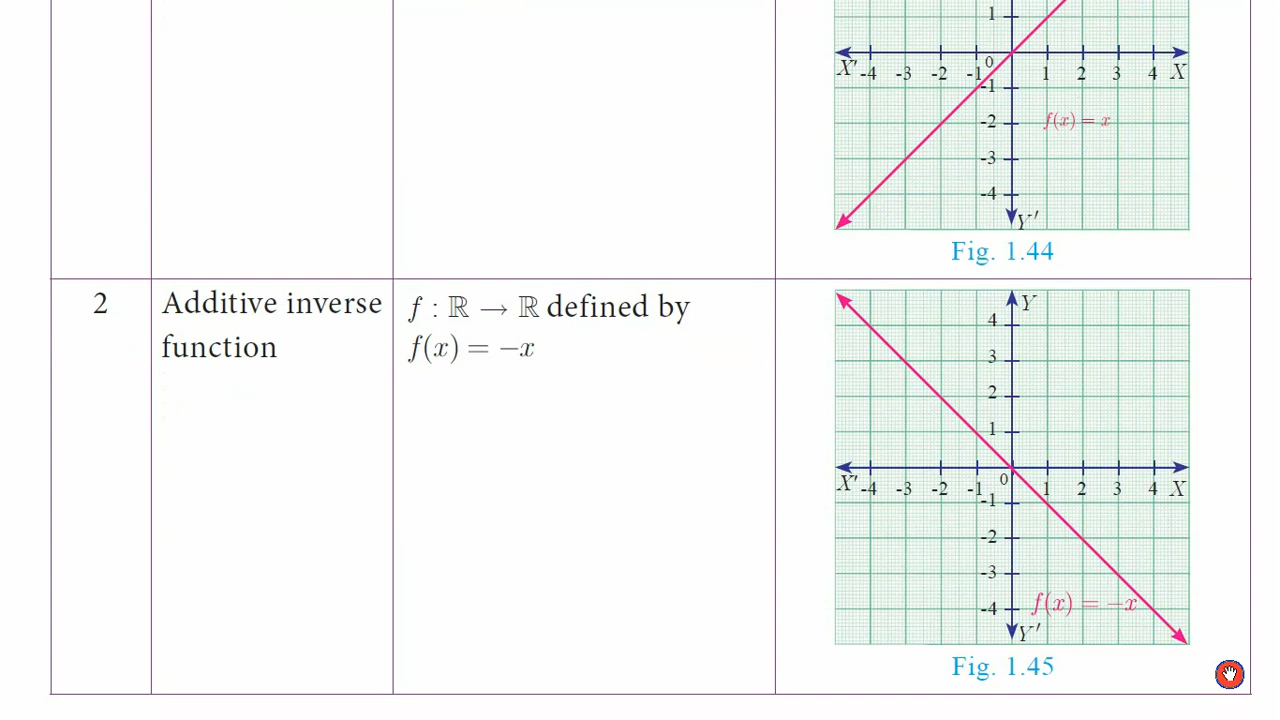 1
X′ -4 -3 -2 -1 0 1 2 3 4 X
-1
-2
f(x) = x
-3
-4
Y′
Fig. 1.44
2
Additive inverse
function
f : ℝ → ℝ defined by
f(x) = −x
Y
4
3
2
1
X′ -4 -3 -2 -1 0 1 2 3 4 X
-1
-2
-3
-4
f(x) = −x
Y′
Fig. 1.45